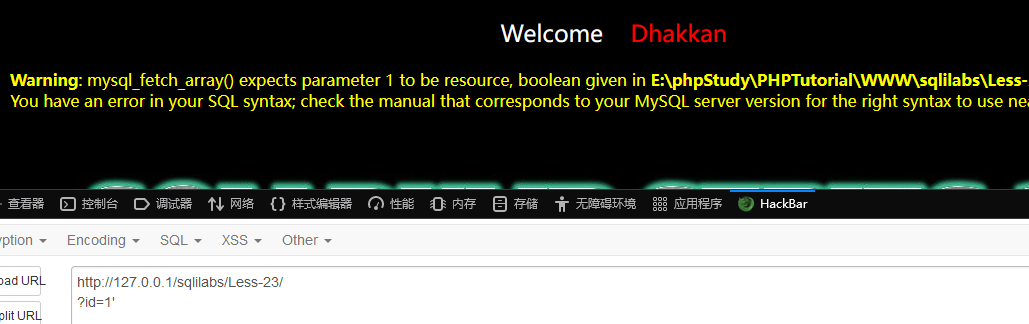 Welcome Dhakkan
Warning: mysql_fetch_array() expects parameter 1 to be resource, boolean given in E:\phpStudy\PHPTutorial\WWW\sqlilabs\Less-
You have an error in your SQL syntax; check the manual that corresponds to your MySQL server version for the right syntax to use nea
查看器 控制台 调试器 网络 {} 样式编辑器 性能 内存 存储 无障碍环境 应用程序 HackBar
yption Encoding SQL XSS Other
oad URL
http://127.0.0.1/sqlilabs/Less-23/
?id=1'
plit URL